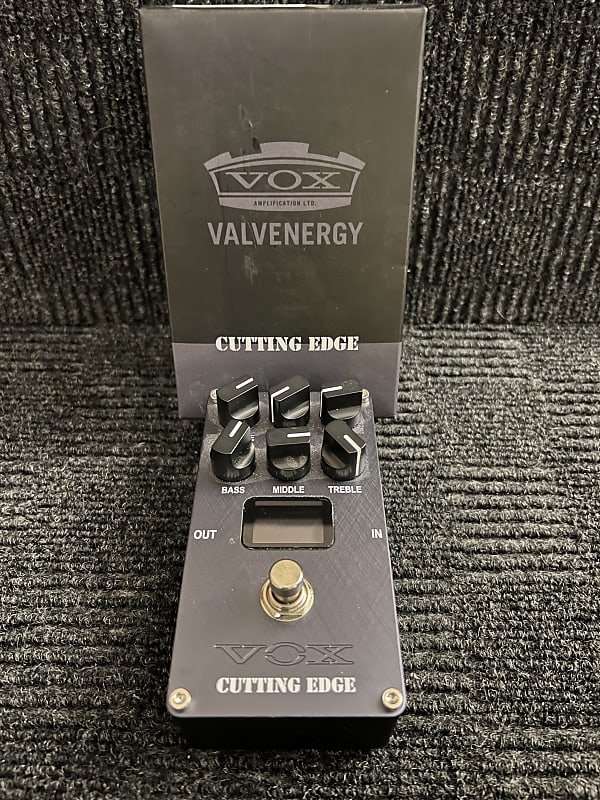 VOX
AMPLIFICATION LTD.
VALVENERGY
CUTTING EDGE
BASS MIDDLE TREBLE
OUT IN
VOX
CUTTING EDGE